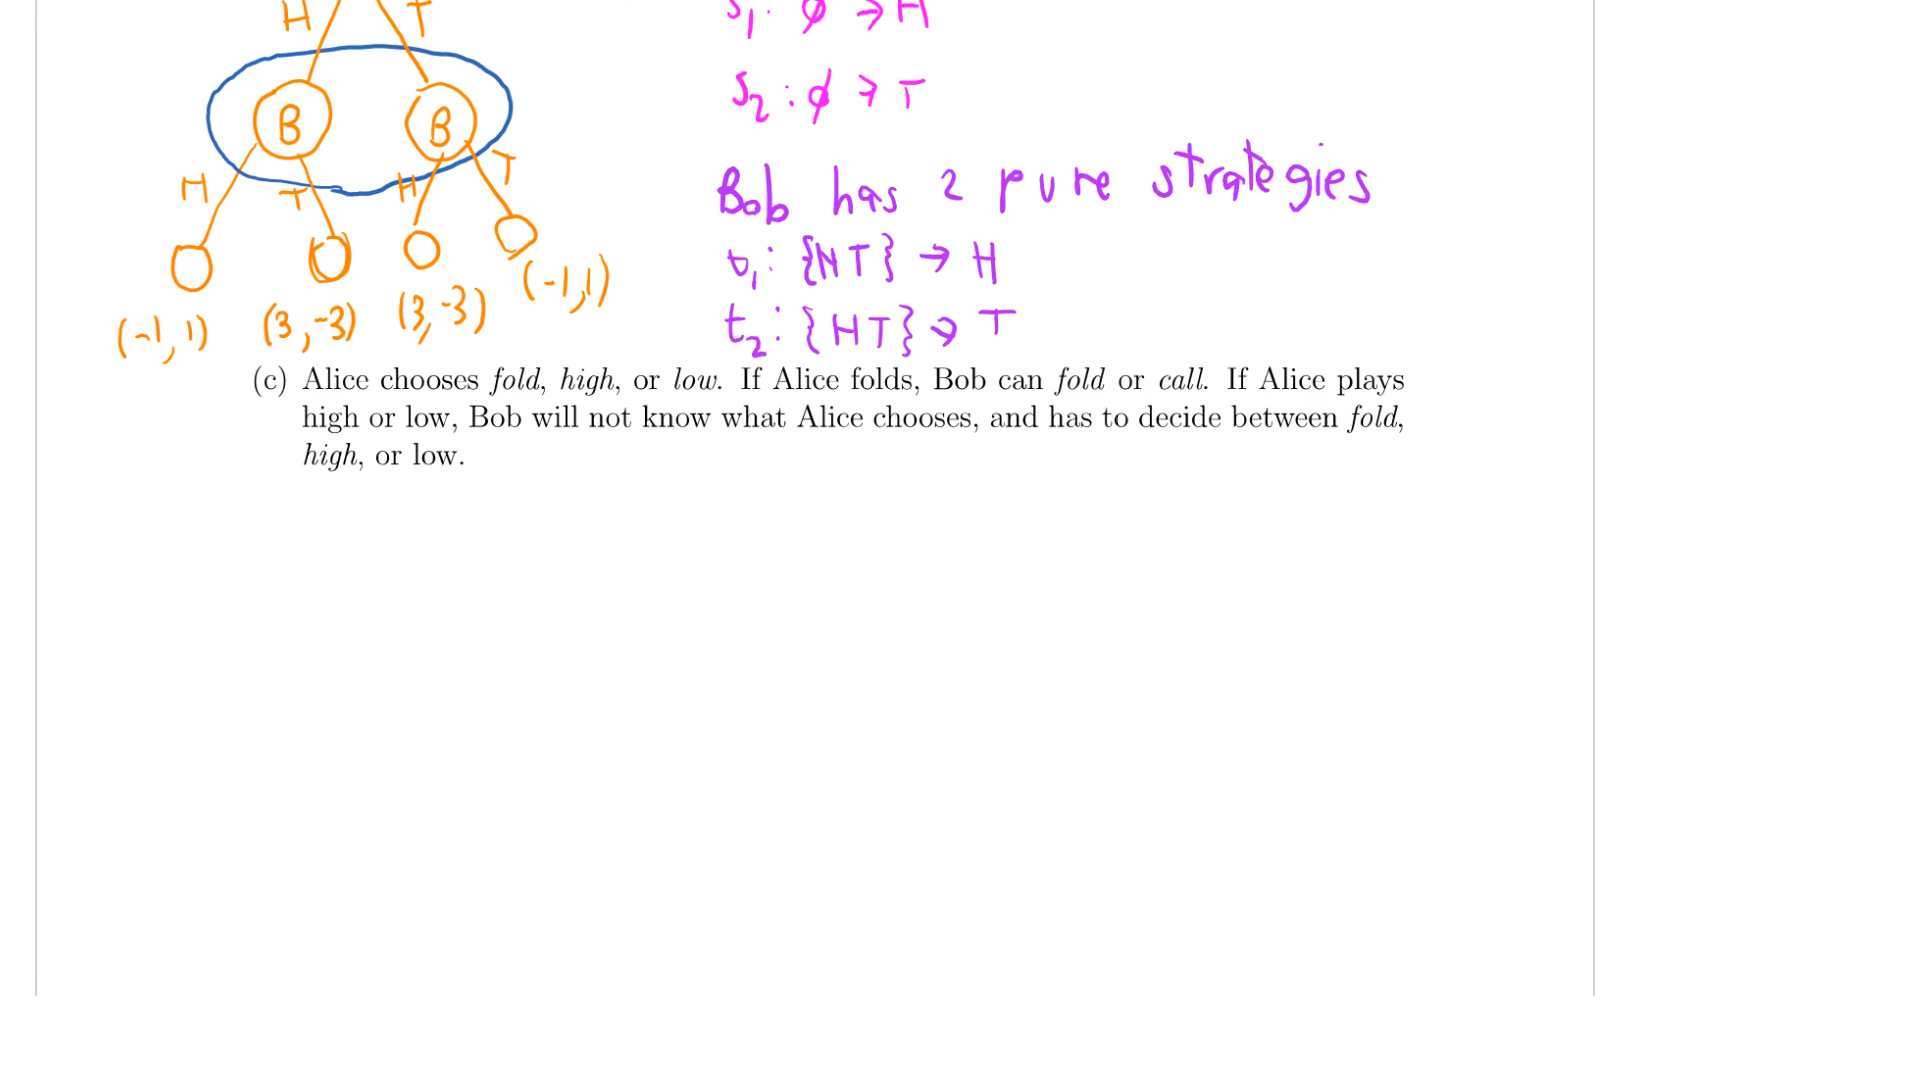 H T
S₁: ∅ → H
S₂: ∅ → T
B B
Bob has 2 pure strategies
H T H T
t₁: {HT} → H
(-1,1) (3,-3) (3,-3) (-1,1)
t₂: {HT} → T
(c) Alice chooses fold, high, or low. If Alice folds, Bob can fold or call. If Alice plays
high or low, Bob will not know what Alice chooses, and has to decide between fold,
high, or low.